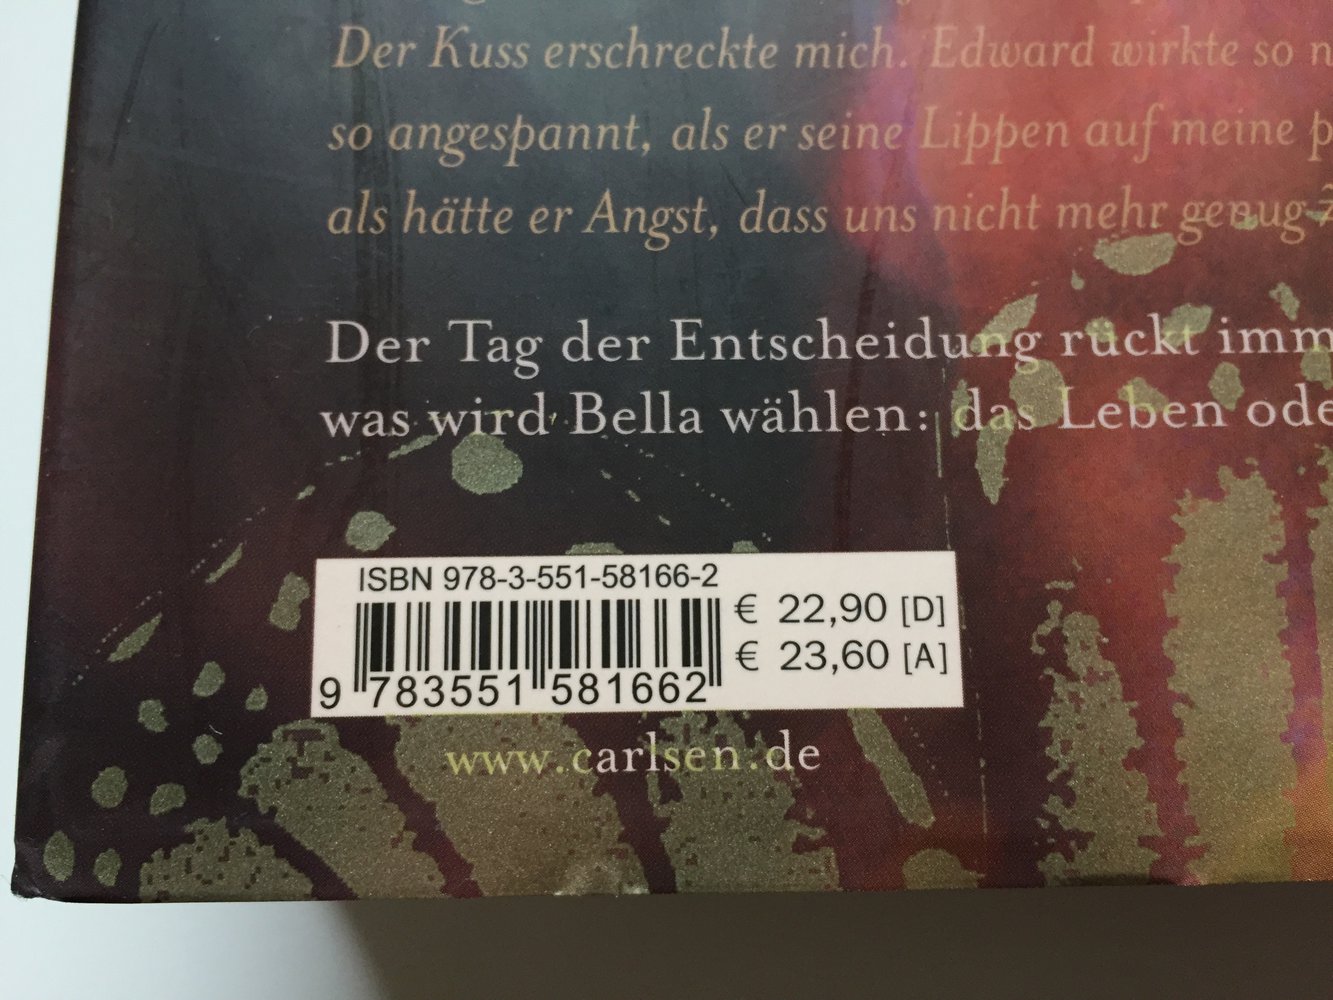 Der Kuss erschreckte mich. Edward wirkte so
so angespannt, als er seine Lippen auf meine
als hätte er Angst, dass uns nicht mehr genug
Der Tag der Entscheidung rückt
was wird Bella wählen: das Leben
ISBN 978-3-551-58166-2
€ 22,90 [D]
€ 23,60 [A]
9 783551 581662
www.carlsen.de